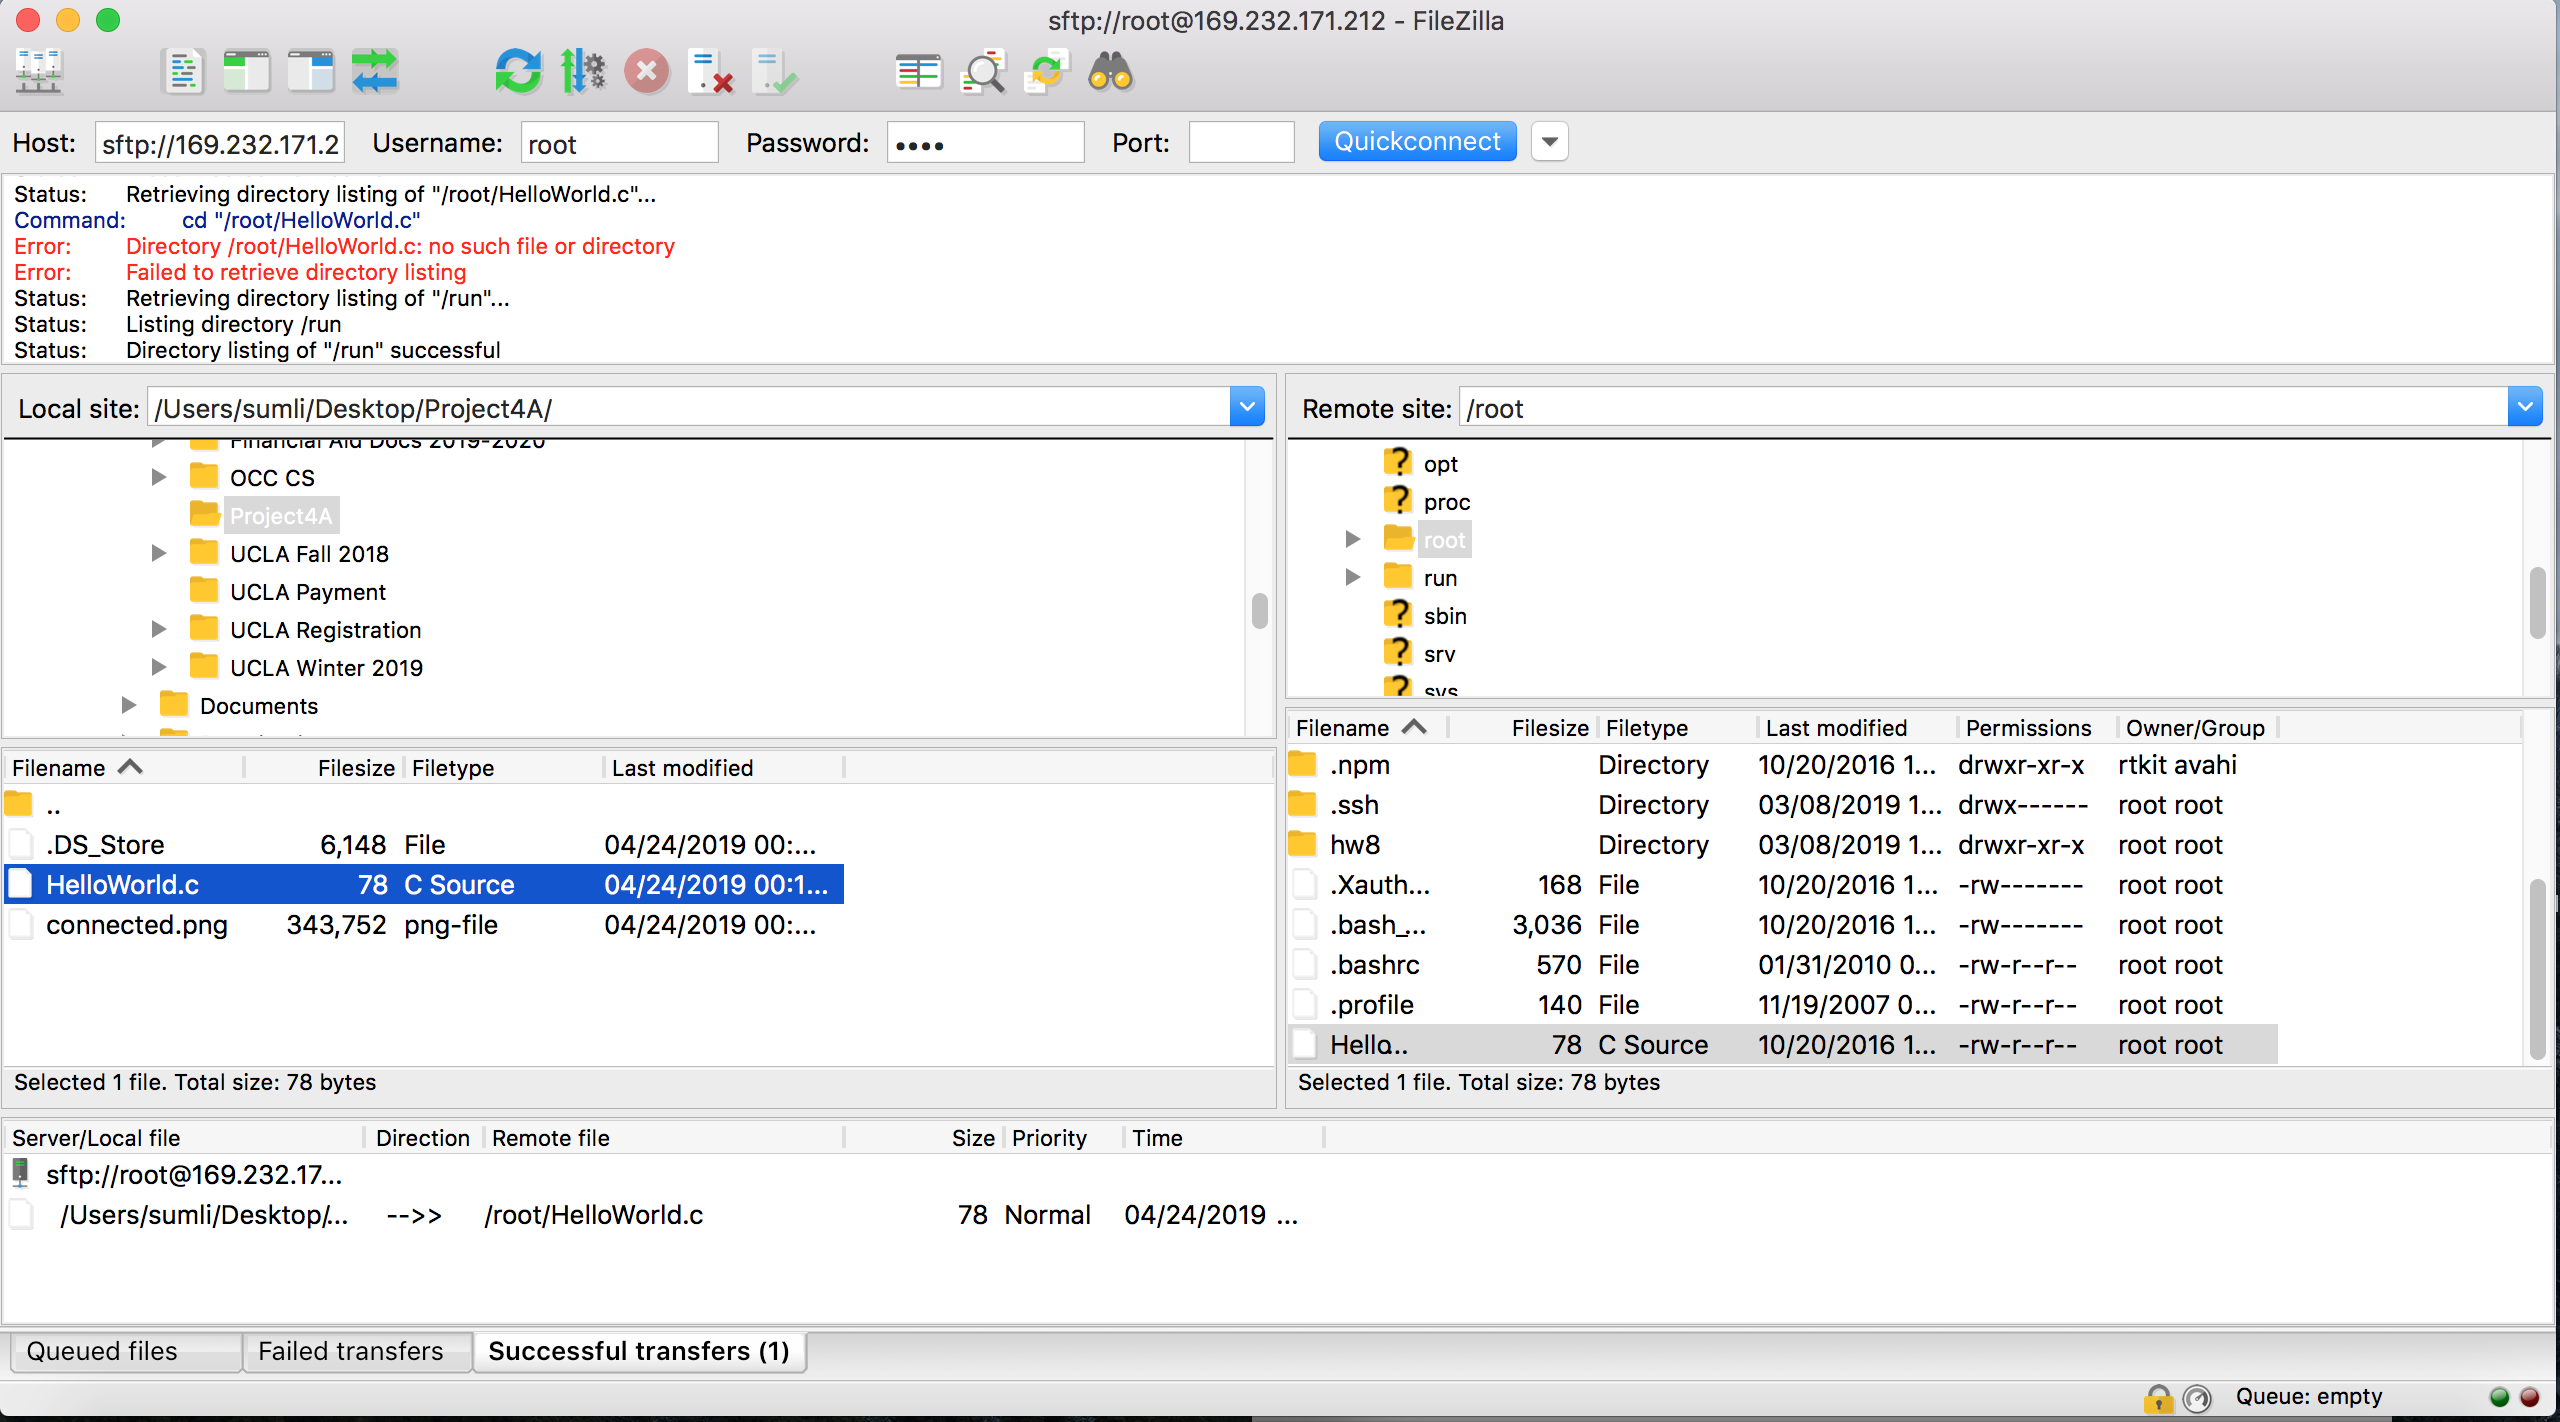 sftp://root@169.232.171.212 - FileZilla
Host: sftp://169.232.171.2 Username: root Password: •••• Port: Quickconnect
Status: Retrieving directory listing of "/root/HelloWorld.c"...
Command: cd "/root/HelloWorld.c"
Error: Directory /root/HelloWorld.c: no such file or directory
Error: Failed to retrieve directory listing
Status: Retrieving directory listing of "/run"...
Status: Listing directory /run
Status: Directory listing of "/run" successful
Local site: /Users/sumli/Desktop/Project4A/
Financial Aid Docs 2019-2020
OCC CS
Project4A
UCLA Fall 2018
UCLA Payment
UCLA Registration
UCLA Winter 2019
Documents
Filename Filesize Filetype Last modified
..
.DS_Store 6,148 File 04/24/2019 00:...
HelloWorld.c 78 C Source 04/24/2019 00:1...
connected.png 343,752 png-file 04/24/2019 00:...
Selected 1 file. Total size: 78 bytes
Remote site: /root
? opt
? proc
root
run
? sbin
? srv
? sys
Filename Filesize Filetype Last modified Permissions Owner/Group
.npm Directory 10/20/2016 1... drwxr-xr-x rtkit avahi
.ssh Directory 03/08/2019 1... drwx------ root root
hw8 Directory 03/08/2019 1... drwxr-xr-x root root
.Xauth... 168 File 10/20/2016 1... -rw------- root root
.bash_... 3,036 File 10/20/2016 1... -rw------- root root
.bashrc 570 File 01/31/2010 0... -rw-r--r-- root root
.profile 140 File 11/19/2007 0... -rw-r--r-- root root
Hello... 78 C Source 10/20/2016 1... -rw-r--r-- root root
Selected 1 file. Total size: 78 bytes
Server/Local file Direction Remote file Size Priority Time
sftp://root@169.232.17...
/Users/sumli/Desktop/... -->> /root/HelloWorld.c 78 Normal 04/24/2019 ...
Queued files Failed transfers Successful transfers (1)
Queue: empty